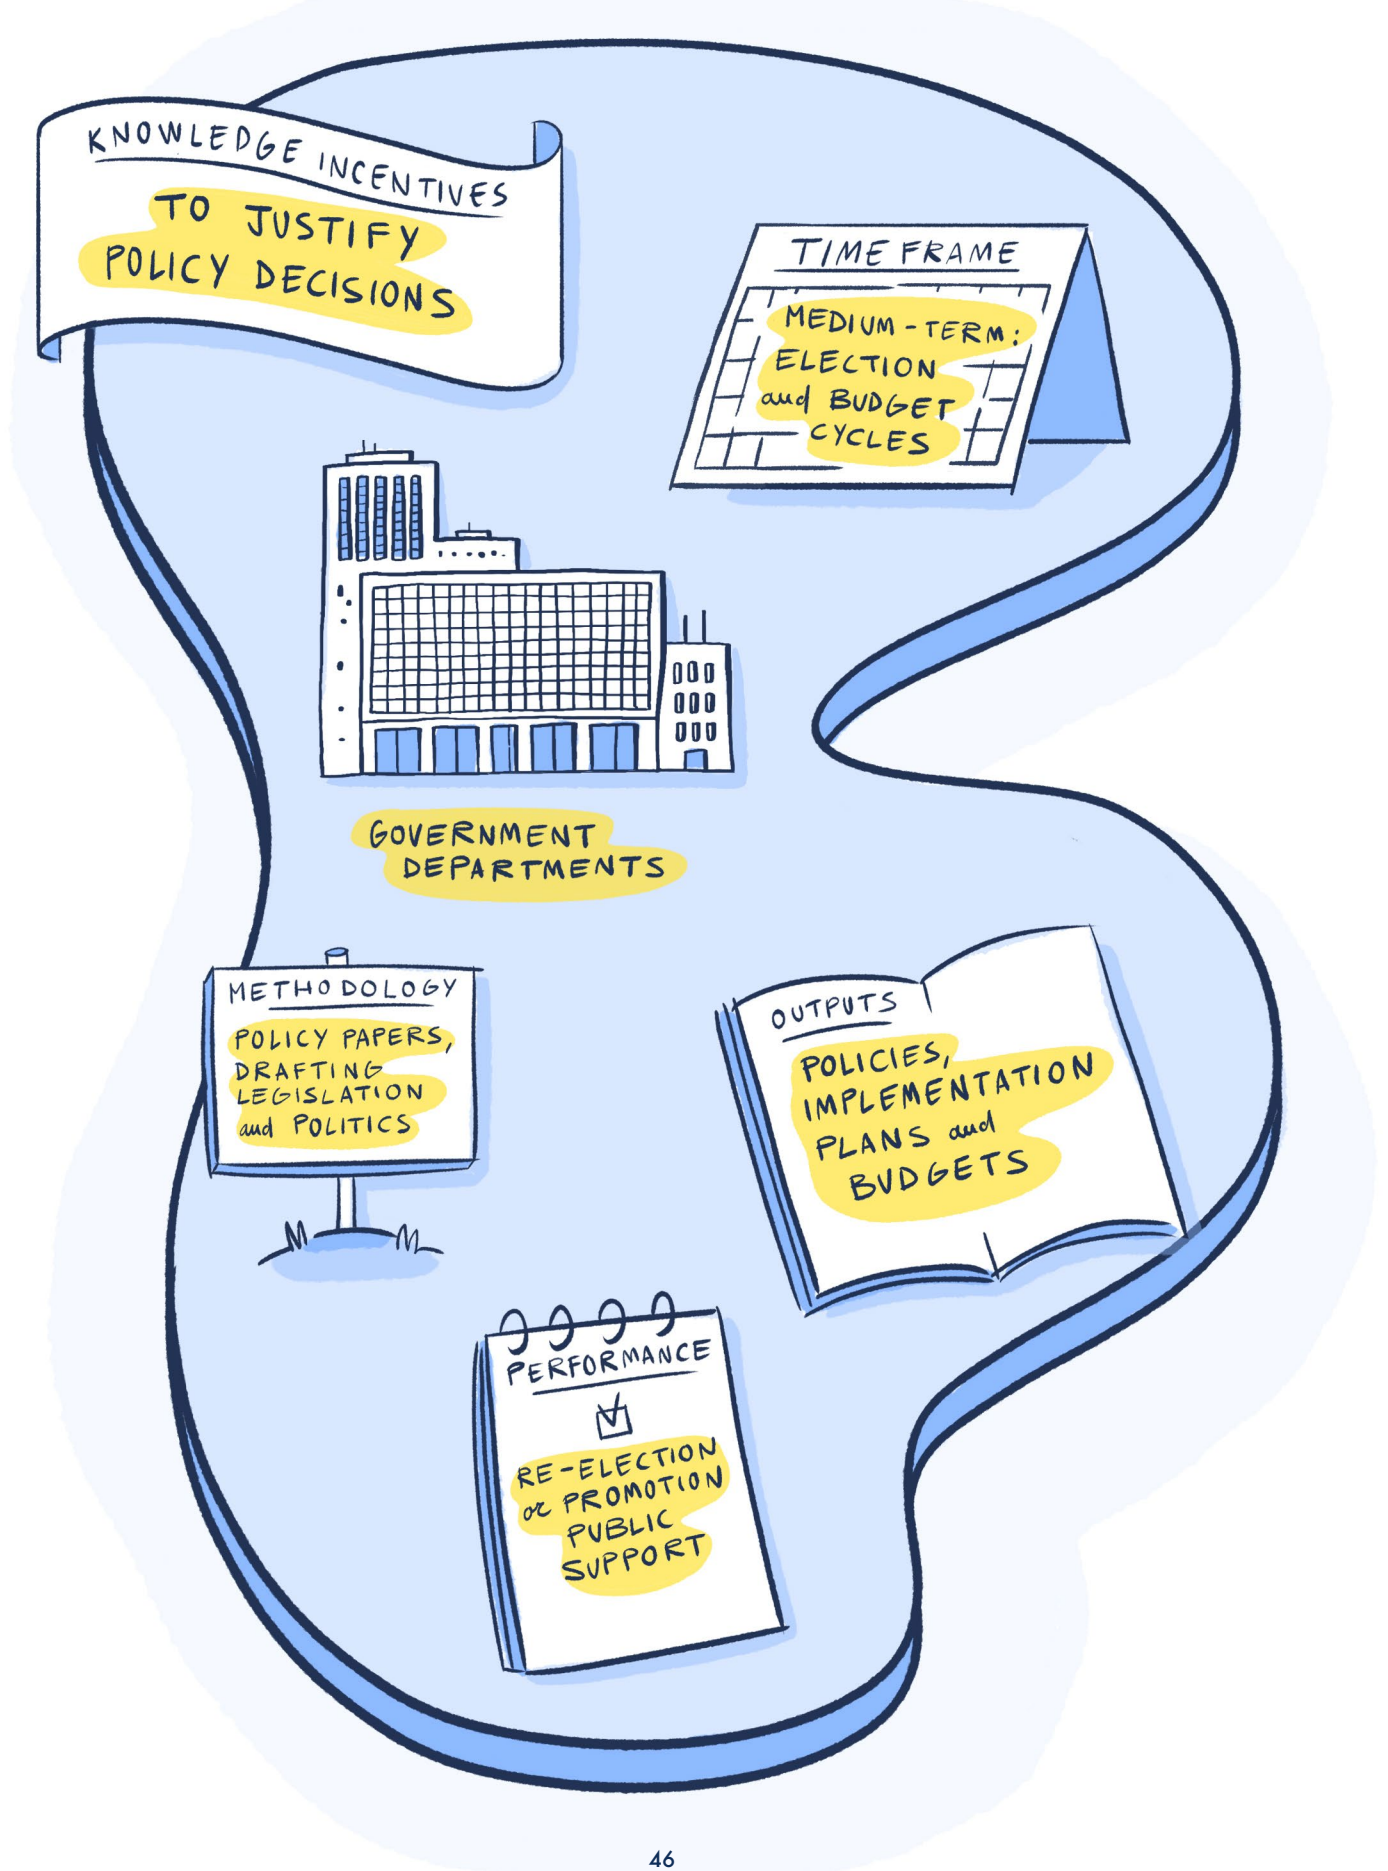 KNOWLEDGE INCENTIVES
TO JUSTIFY
POLICY DECISIONS
TIME FRAME
MEDIUM-TERM:
ELECTION
and BUDGET
CYCLES
GOVERNMENT
DEPARTMENTS
METHODOLOGY
POLICY PAPERS,
DRAFTING
LEGISLATION
and POLITICS
OUTPUTS
POLICIES,
IMPLEMENTATION
PLANS and
BUDGETS
PERFORMANCE
RE-ELECTION
or PROMOTION
PUBLIC
SUPPORT
46